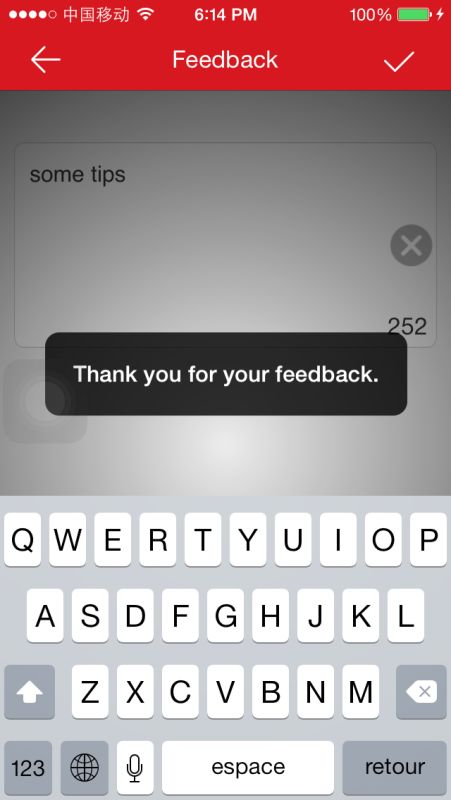 中国移动 6:14 PM 100%
Feedback
some tips
252
Thank you for your feedback.
Q W E R T Y U I O P
A S D F G H J K L
Z X C V B N M
123 espace retour